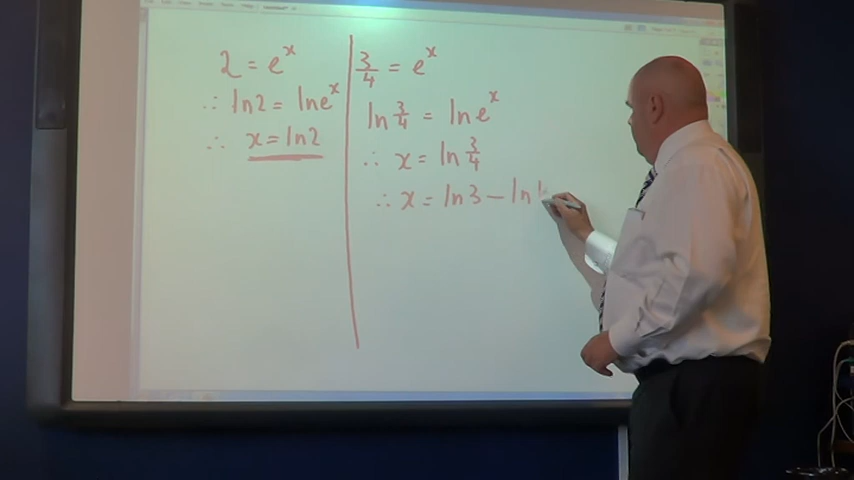 2 = e^x
∴ ln2 = lne^x
∴ x = ln2
3/4 = e^x
ln 3/4 = lne^x
∴ x = ln 3/4
∴ x = ln3 - ln